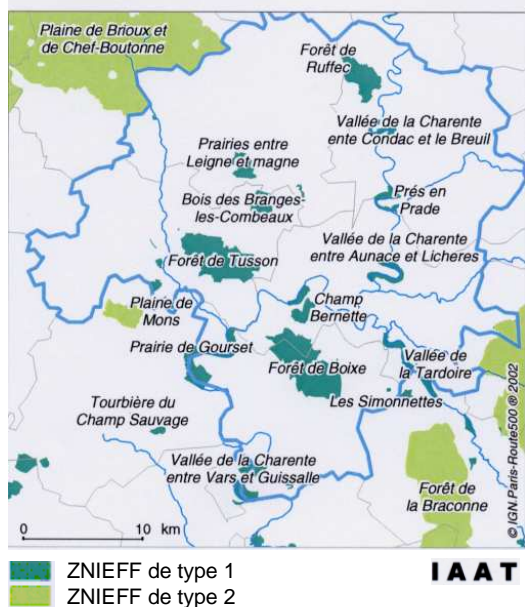 Plaine de Brioux et
de Chef-Boutonne
Forêt de
Ruffec
Vallée de la Charente
ente Condac et le Breuil
Prairies entre
Leigne et magne
Bois des Branges-
les-Combeaux
Prés en
Prade
Vallée de la Charente
entre Aunace et Licheres
Forêt de Tusson
Champ
Bernette
Plaine de
Mons
Prairie de Gourset
Forêt de Boixe
Vallée de
la Tardoire
Les Simonnettes
Tourbière du
Champ Sauvage
Vallée de la Charente
entre Vars et Guissalle
Forêt de
la Braconne
0 10 km
© IGN Paris-Route500 ® 2002
ZNIEFF de type 1
ZNIEFF de type 2
IAAT